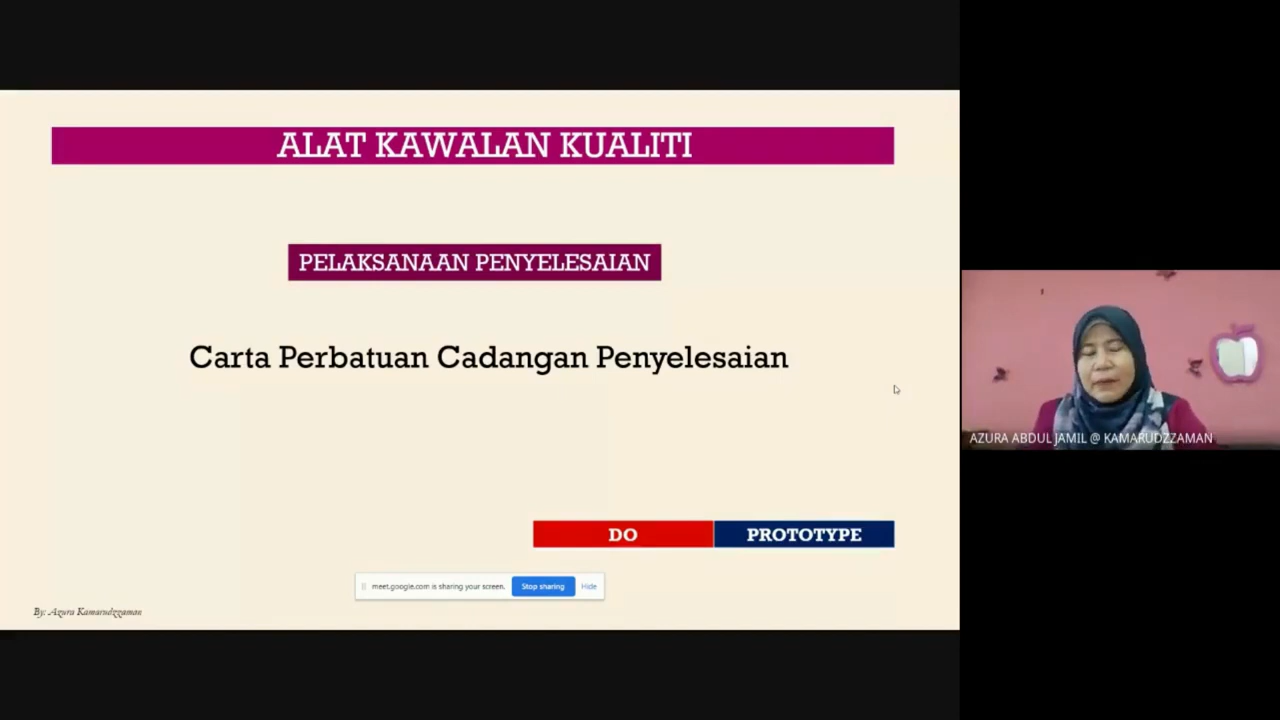 ALAT KAWALAN KUALITI
PELAKSANAAN PENYELESAIAN
Carta Perbatuan Cadangan Penyelesaian
AZURA ABDUL JAMIL @ KAMARUDZZAMAN
DO
PROTOTYPE
meet.google.com is sharing your screen.
Stop sharing
Hide
By: Azura Kamarudzzaman